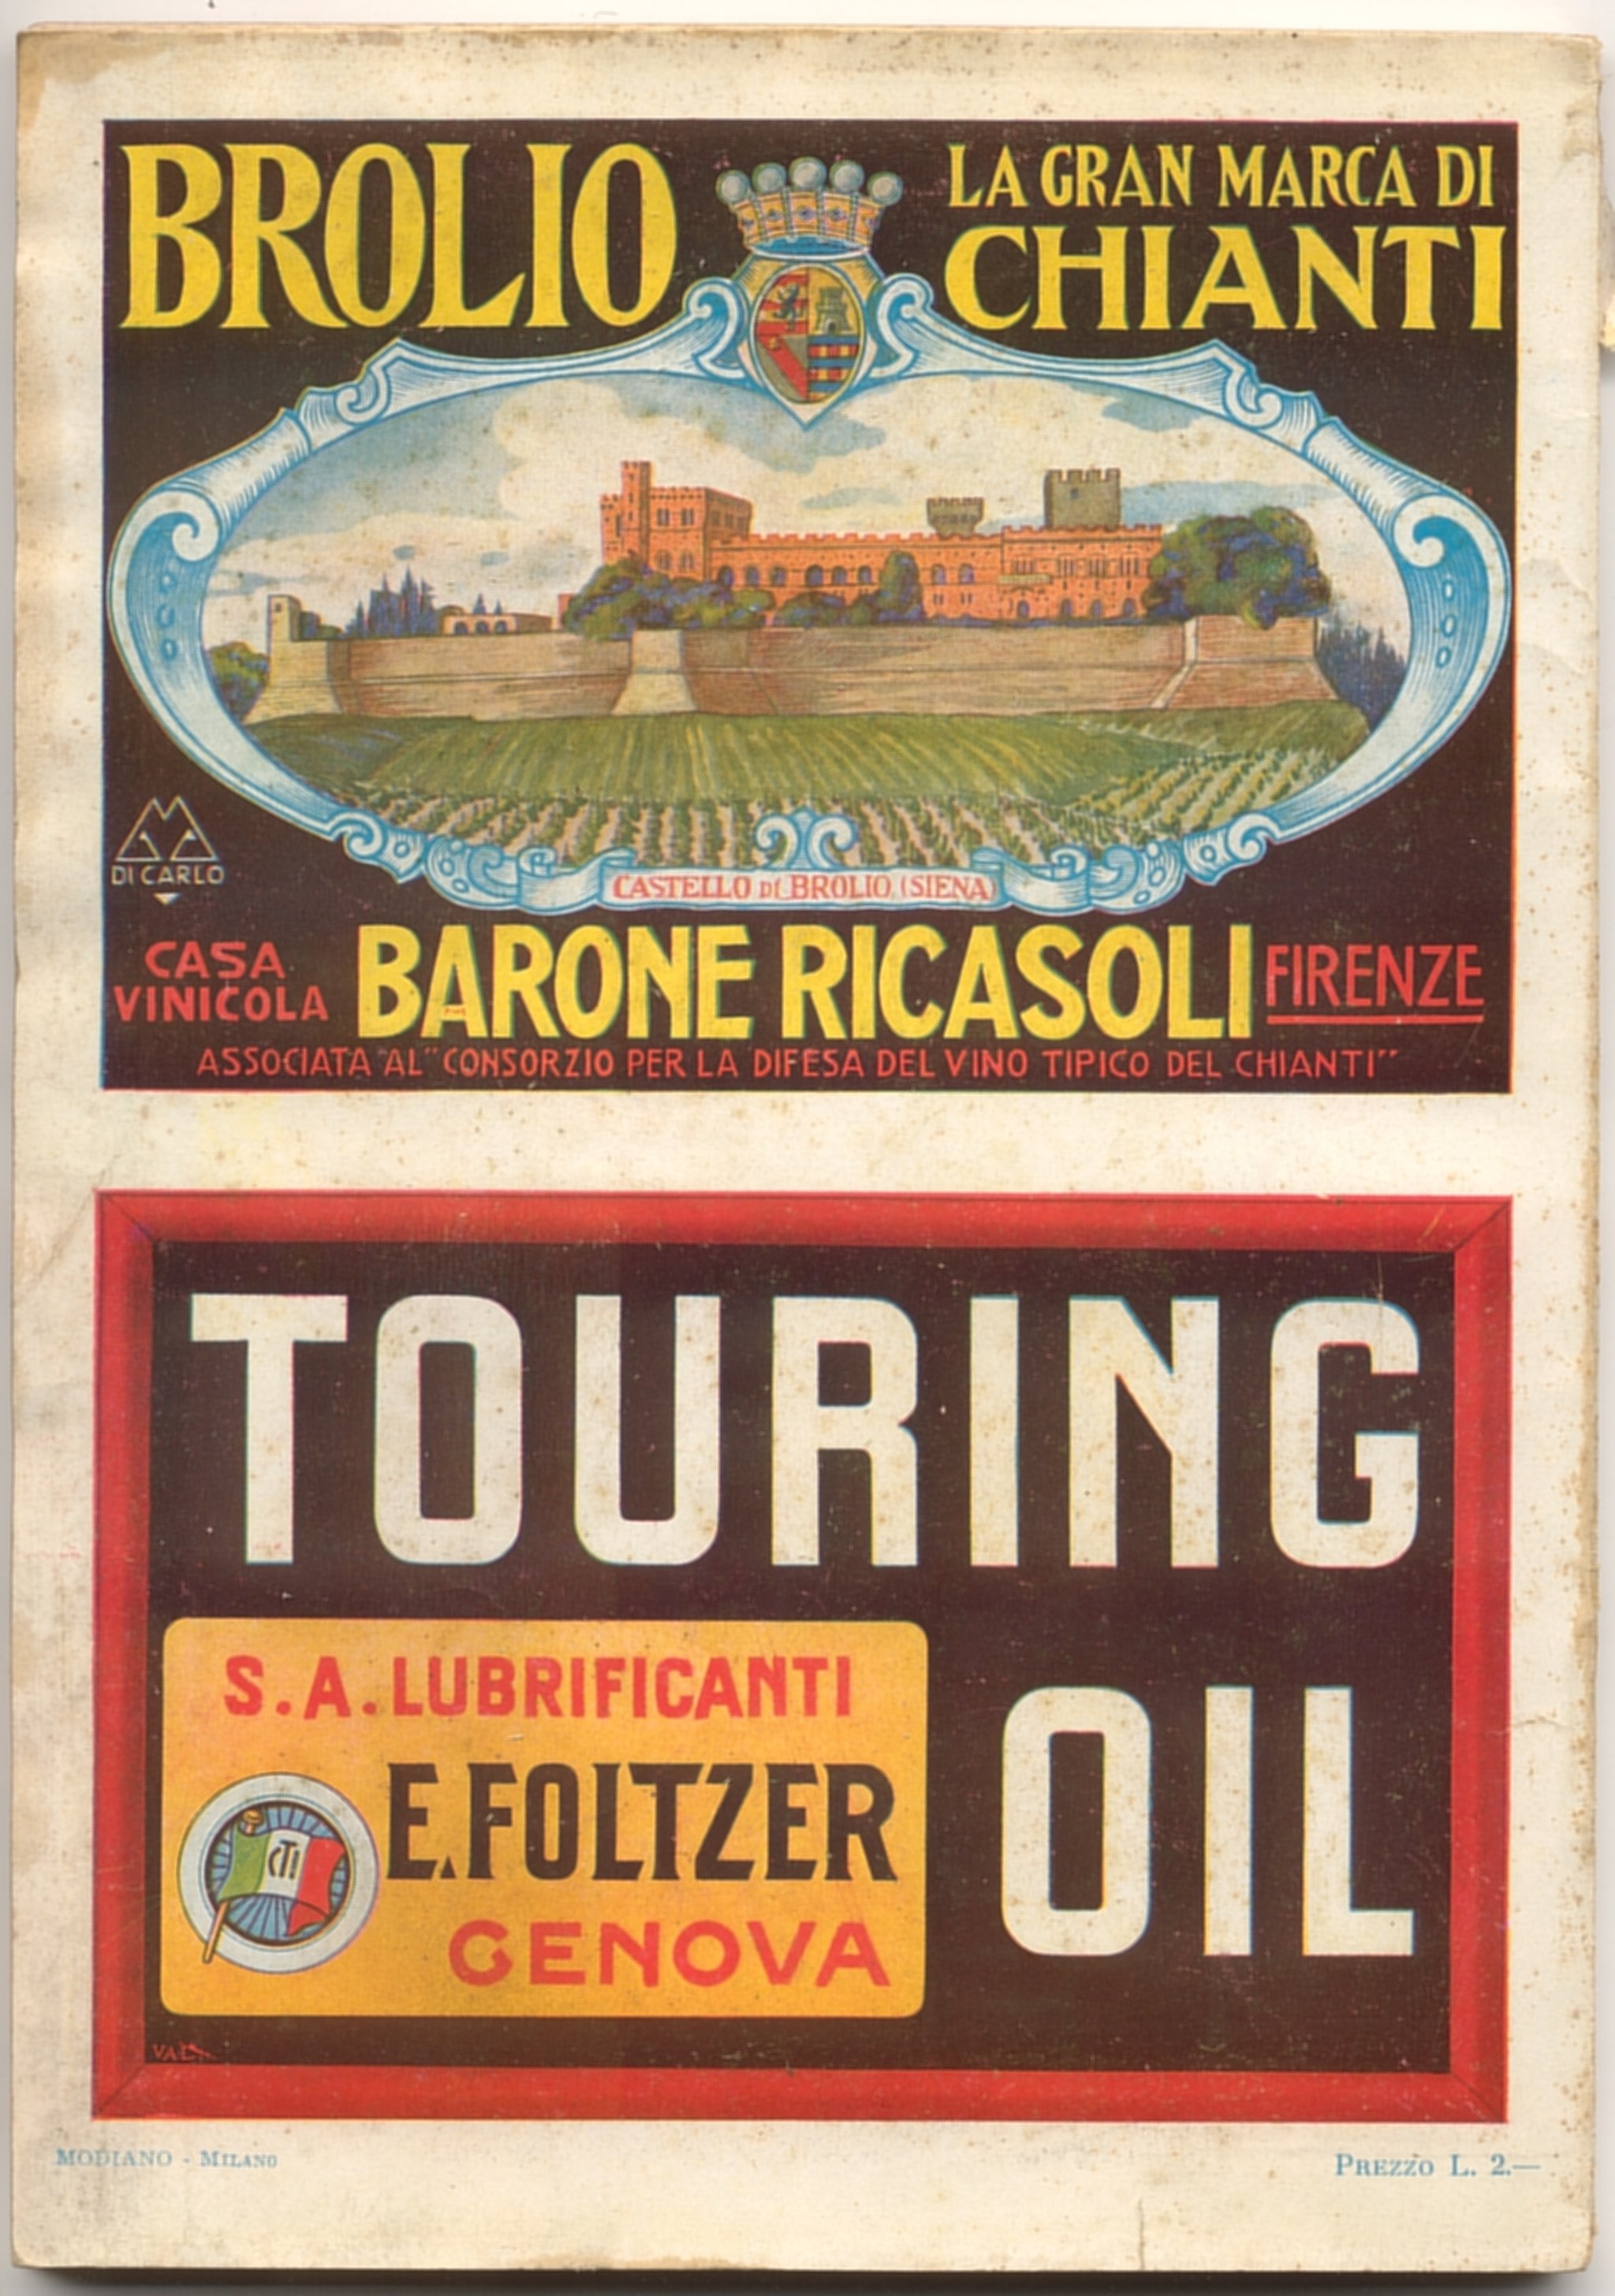 BROLIO
LA GRAN MARCA DI
CHIANTI
DI CARLO
CASTELLO DI BROLIO (SIENA)
CASA
VINICOLA
BARONE RICASOLI
FIRENZE
ASSOCIATA AL "CONSORZIO PER LA DIFESA DEL VINO TIPICO DEL CHIANTI"
TOURING
OIL
S.A. LUBRIFICANTI
E. FOLTZER
GENOVA
CTI
MODIANO - MILANO
PREZZO L. 2.—